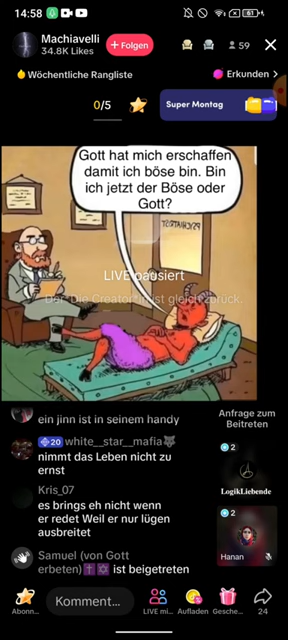 14:58
61
Machiavelli
34.8K Likes
+ Folgen
59
Wöchentliche Rangliste
Erkunden >
0/5
Super Montag
Gott hat mich erschaffen
damit ich böse bin. Bin
ich jetzt der Böse oder
Gott?
PSYCHIATRIST
LIVE pausiert
Der*Die Creator*in ist gleich zurück.
ein jinn ist in seinem handy
20 white__star__mafia
nimmt das Leben nicht zu
ernst
Kris_07
es brings eh nicht wenn
er redet Weil er nur lügen
ausbreitet
Samuel (von Gott
erbeten)✝️✡️ ist beigetreten
Anfrage zum
Beitreten
2
LogikLiebende
2
Hanan
Komment...
Abonn...
LIVE mi...
Aufladen
Gesche...
24